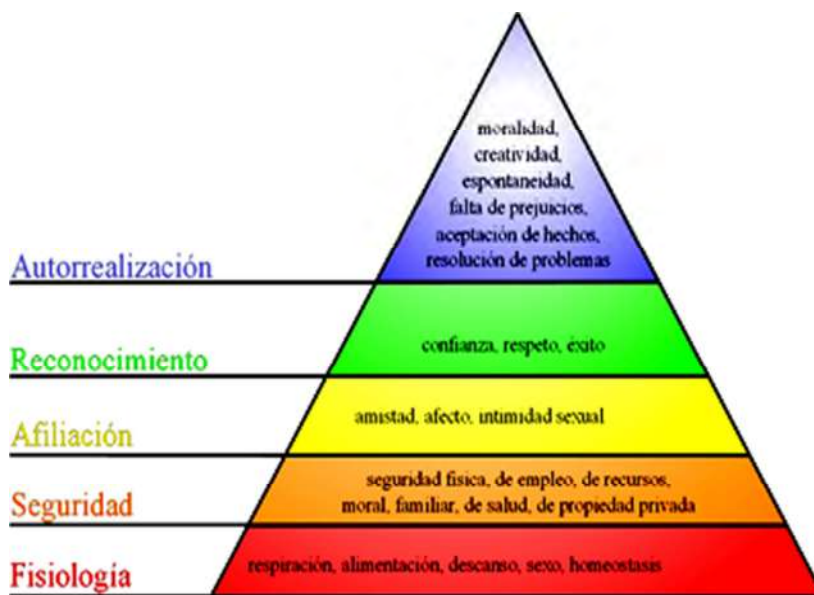 moralidad,
creatividad,
espontaneidad,
falta de prejuicios,
aceptación de hechos,
resolución de problemas
Autorrealización
confianza, respeto, éxito
Reconocimiento
amistad, afecto, intimidad sexual
Afiliación
seguridad física, de empleo, de recursos,
moral, familiar, de salud, de propiedad privada
Seguridad
respiración, alimentación, descanso, sexo, homeostasis
Fisiología